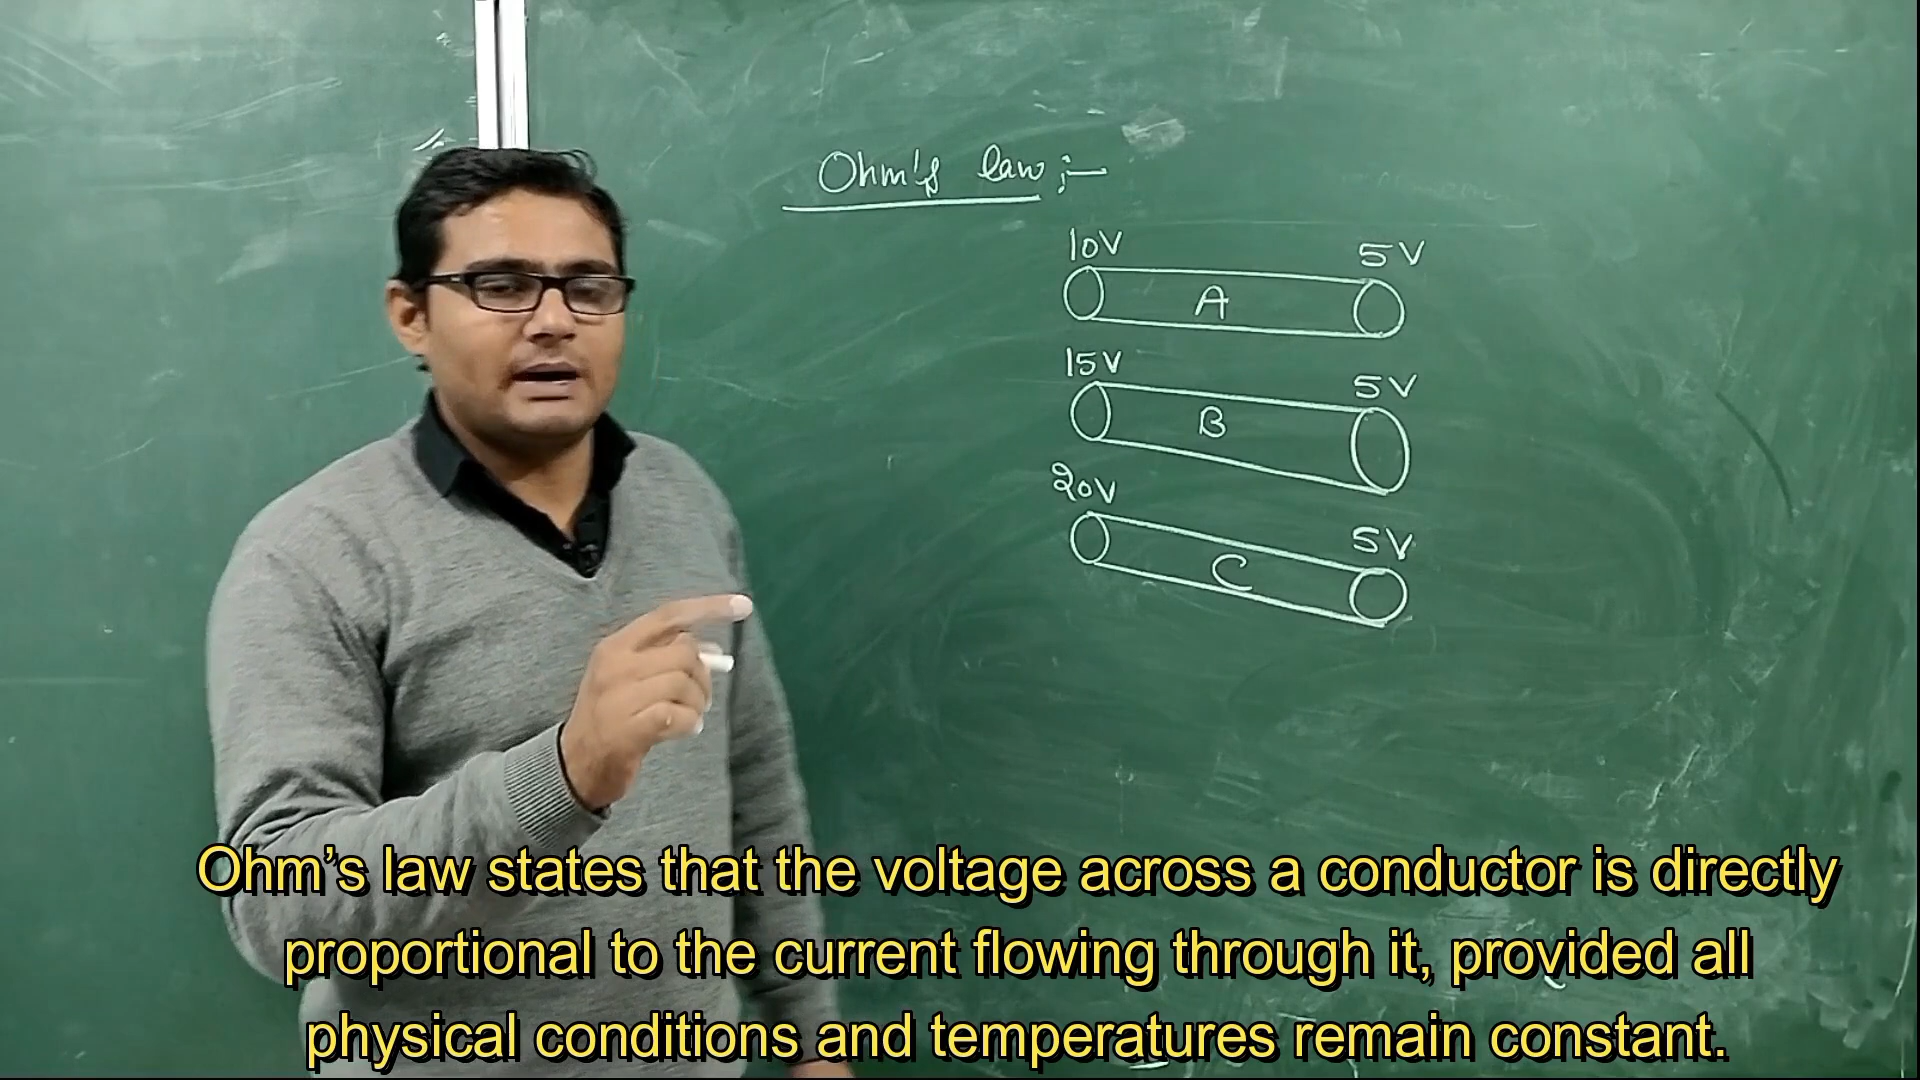 Ohm's law :-
10V 5V
A
15V 5V
B
20V 5V
C
Ohm’s law states that the voltage across a conductor is directly
proportional to the current flowing through it, provided all
physical conditions and temperatures remain constant.